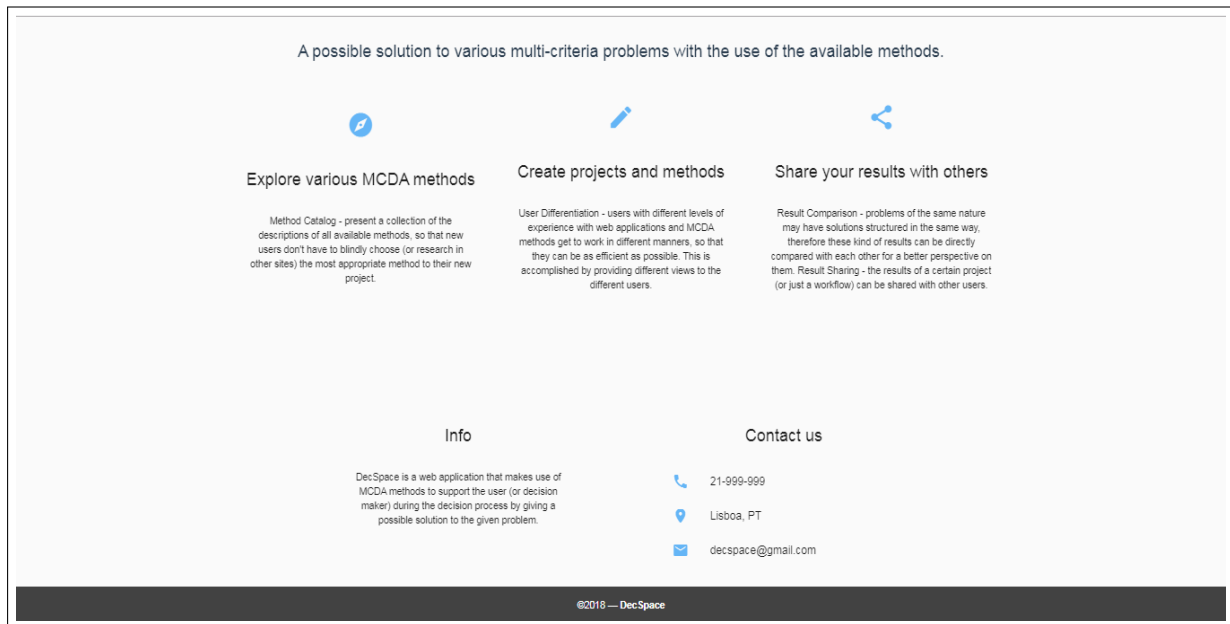 A possible solution to various multi-criteria problems with the use of the available methods.
Explore various MCDA methods
Method Catalog - present a collection of the
descriptions of all available methods, so that new
users don't have to blindly choose (or research in
other sites) the most appropriate method to their new
project.
Create projects and methods
User Differentiation - users with different levels of
experience with web applications and MCDA
methods get to work in different manners, so that
they can be as efficient as possible. This is
accomplished by providing different views to the
different users.
Share your results with others
Result Comparison - problems of the same nature
may have solutions structured in the same way,
therefore these kind of results can be directly
compared with each other for a better perspective on
them. Result Sharing - the results of a certain project
(or just a workflow) can be shared with other users.
Info
DecSpace is a web application that makes use of
MCDA methods to support the user (or decision
maker) during the decision process by giving a
possible solution to the given problem.
Contact us
21-999-999
Lisboa, PT
decspace@gmail.com
©2018 — DecSpace